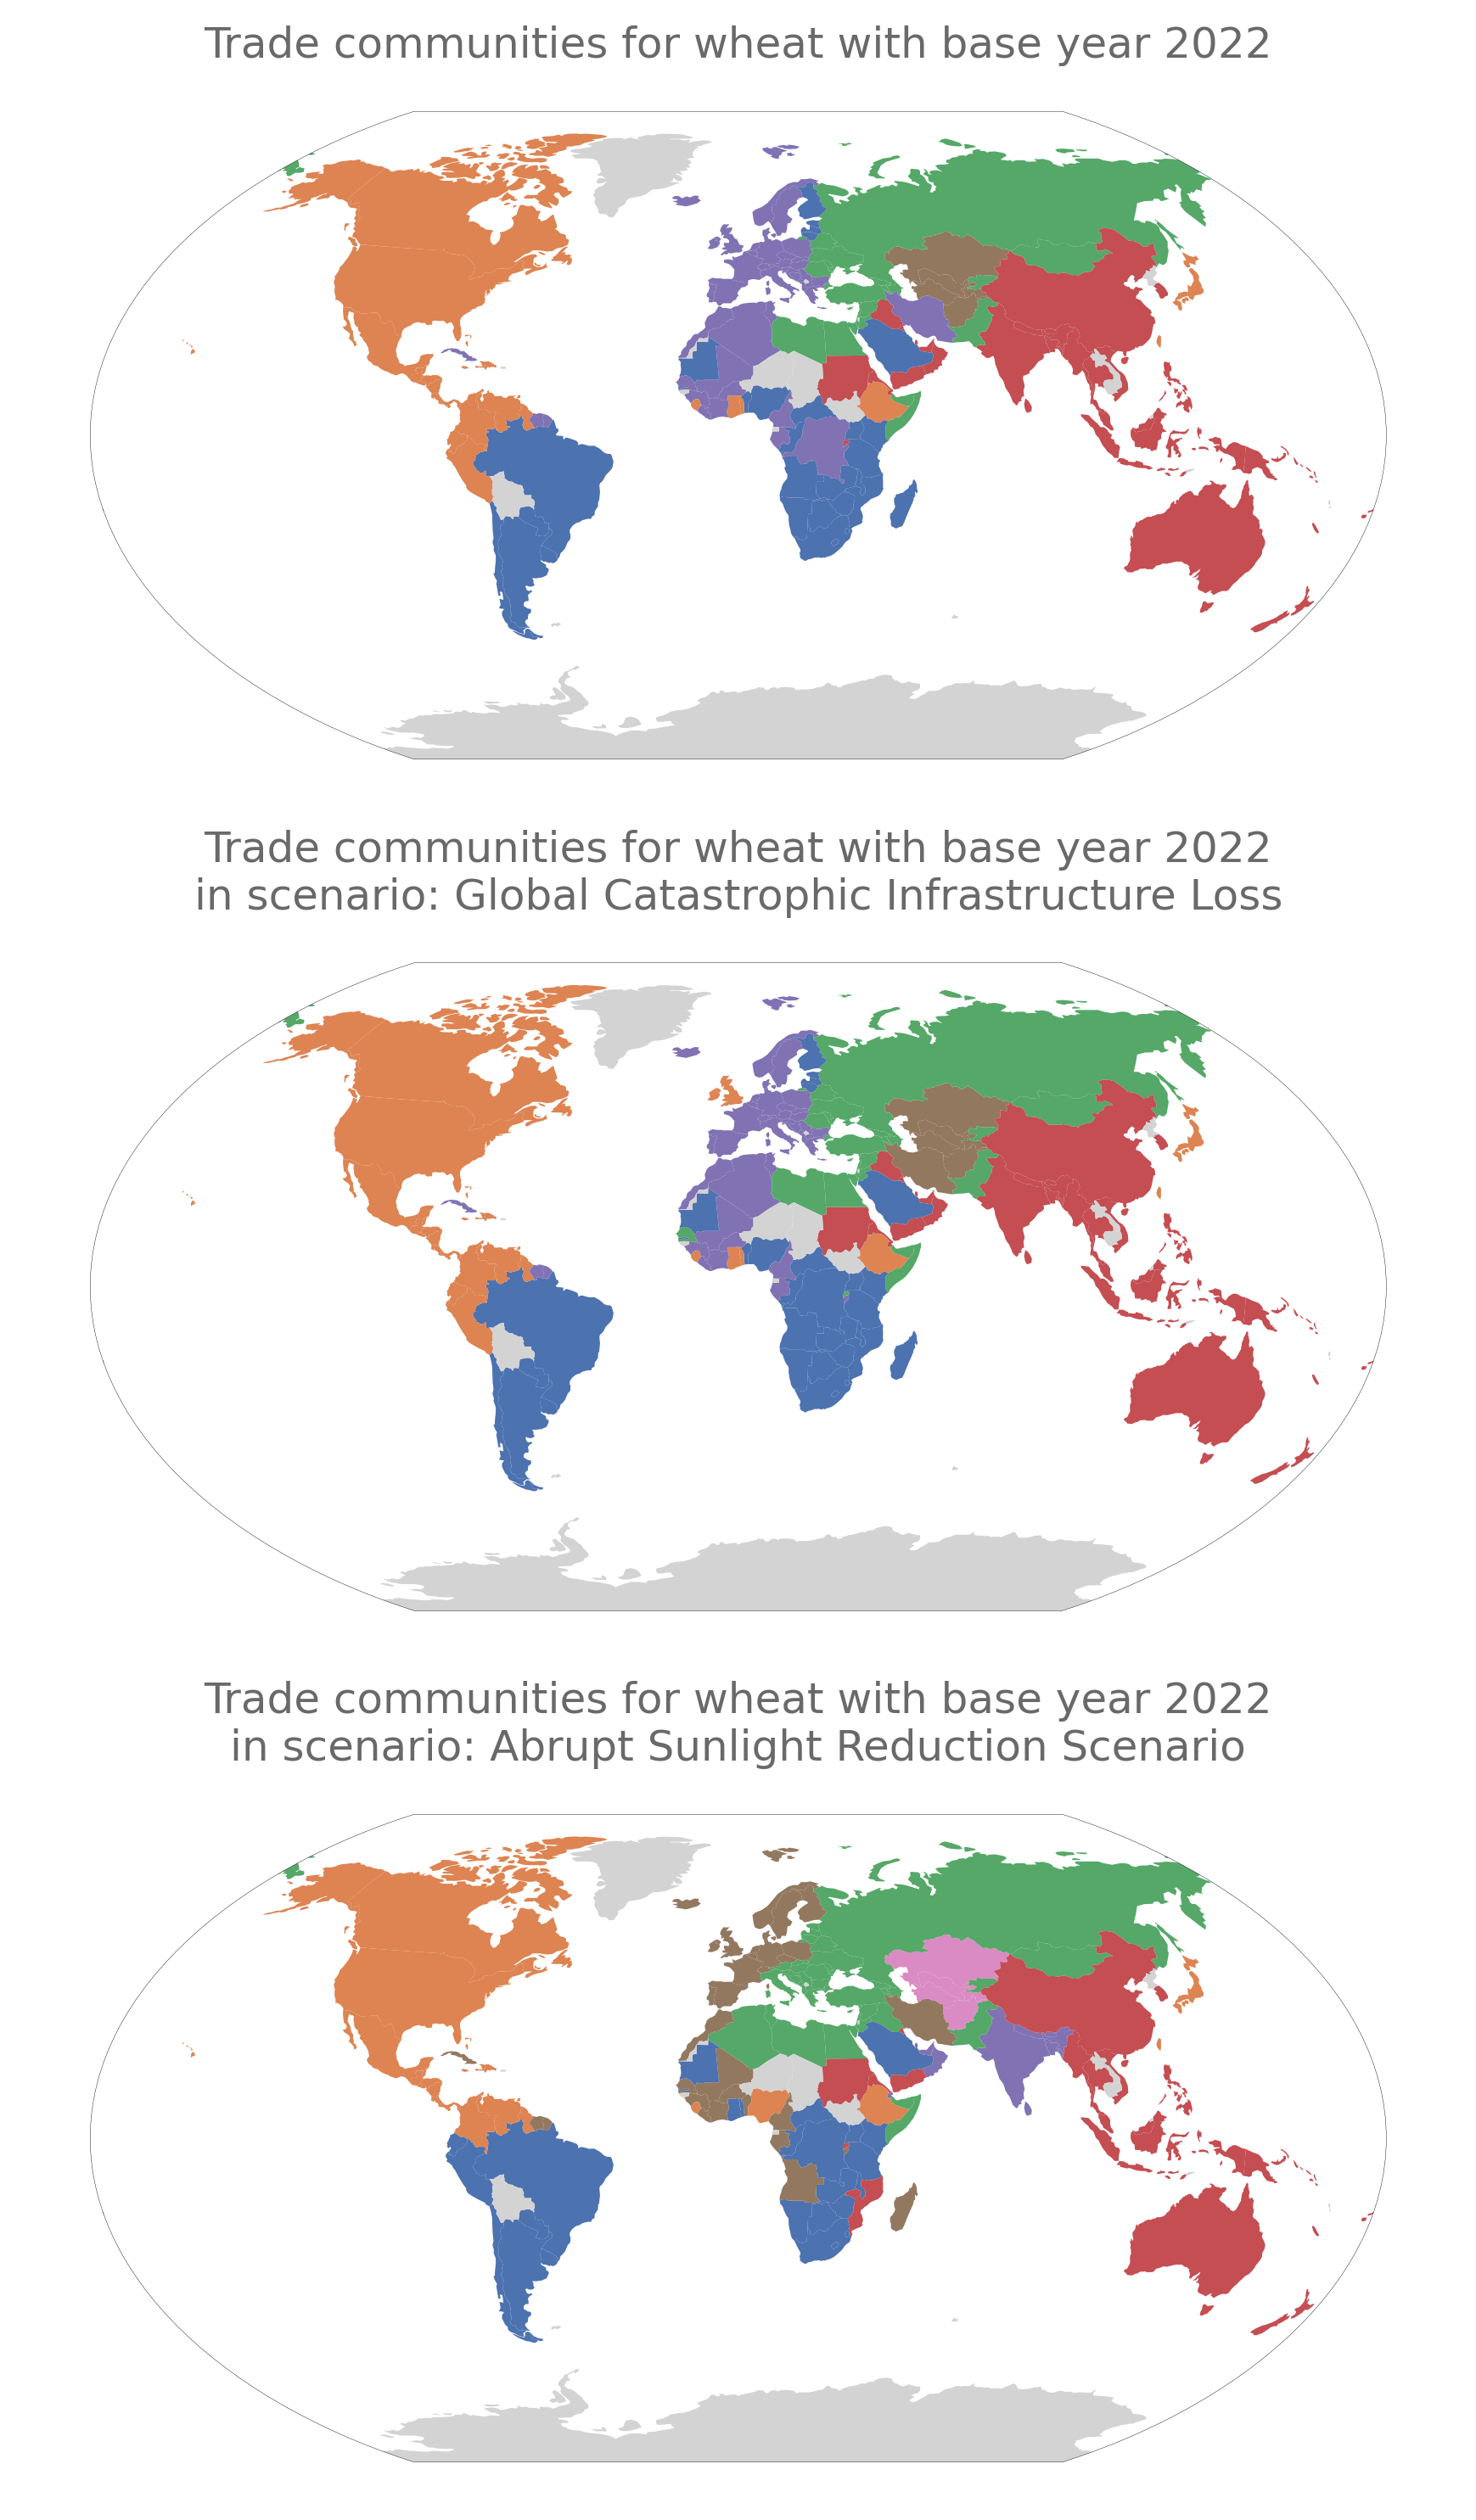 Trade communities for wheat with base year 2022
Trade communities for wheat with base year 2022
in scenario: Global Catastrophic Infrastructure Loss
Trade communities for wheat with base year 2022
in scenario: Abrupt Sunlight Reduction Scenario